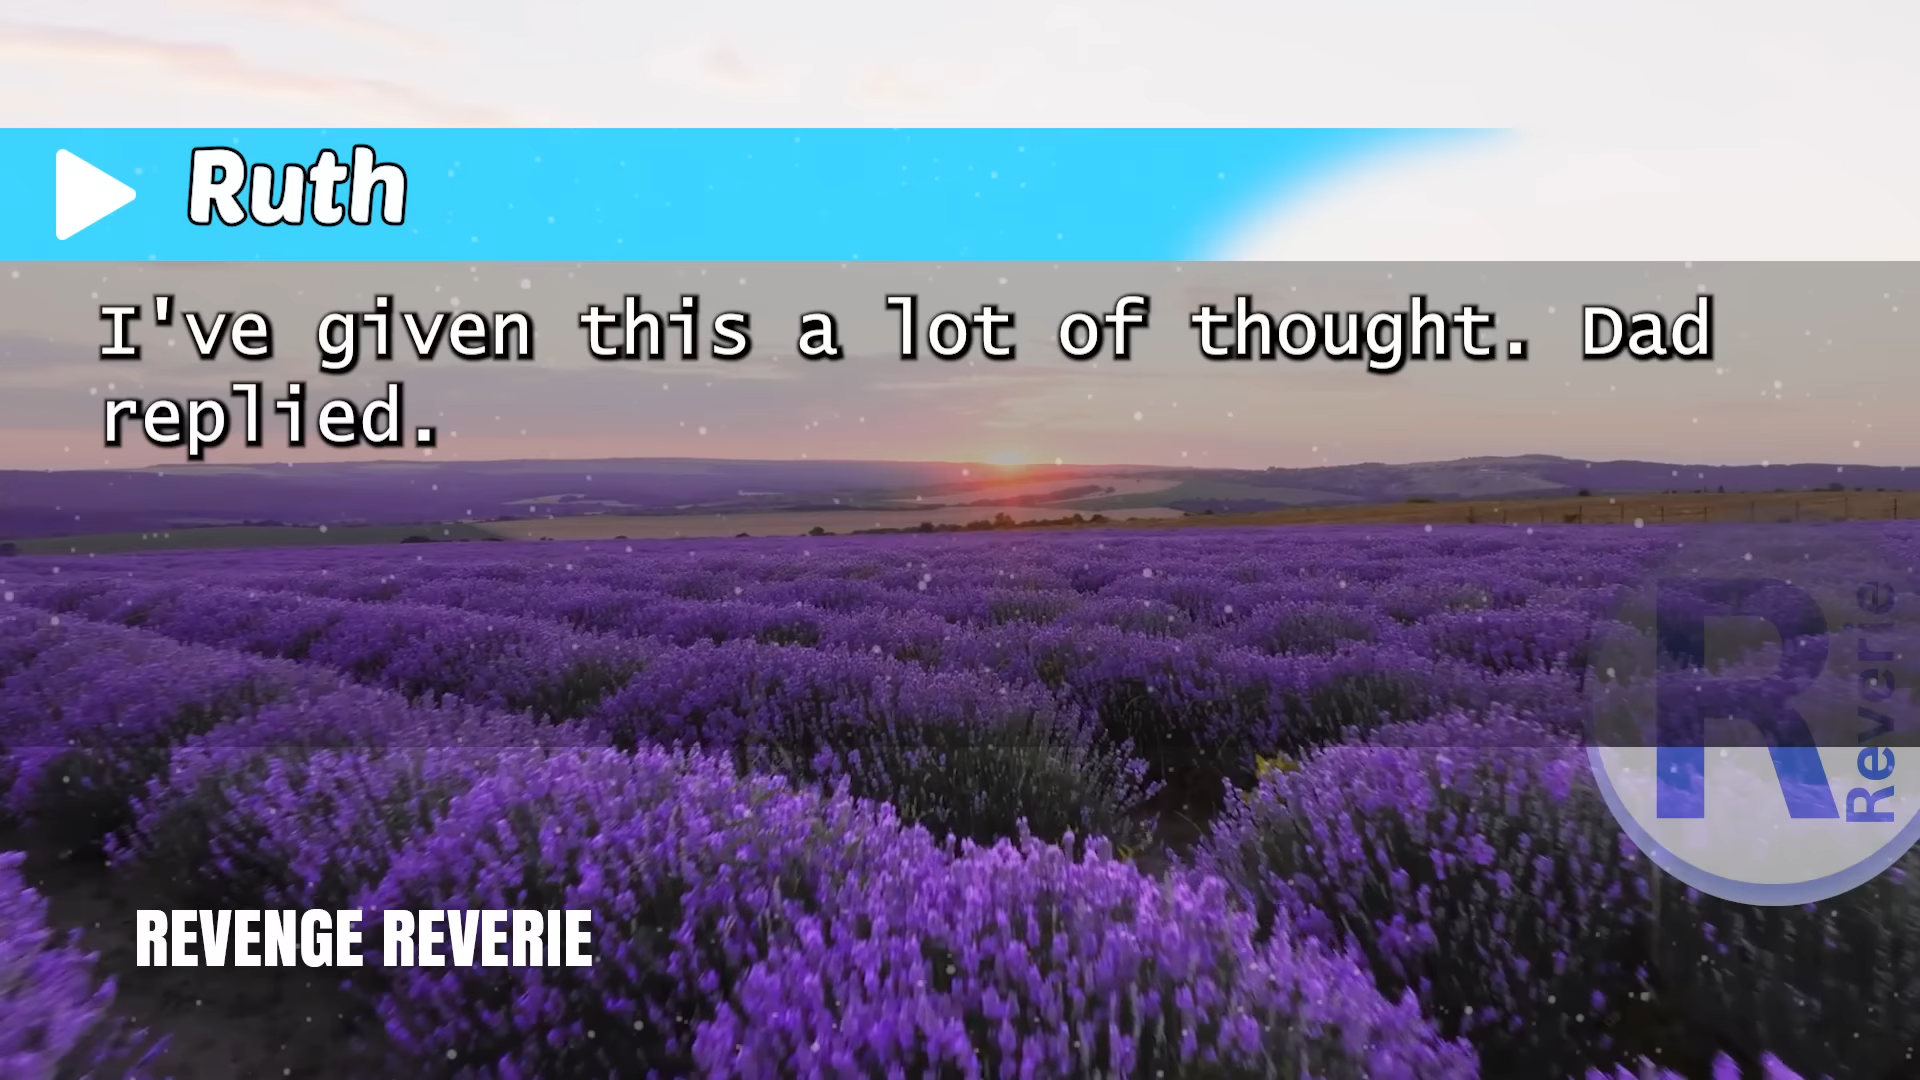 Ruth
I've given this a lot of thought. Dad
replied.
R
Reverie
REVENGE REVERIE